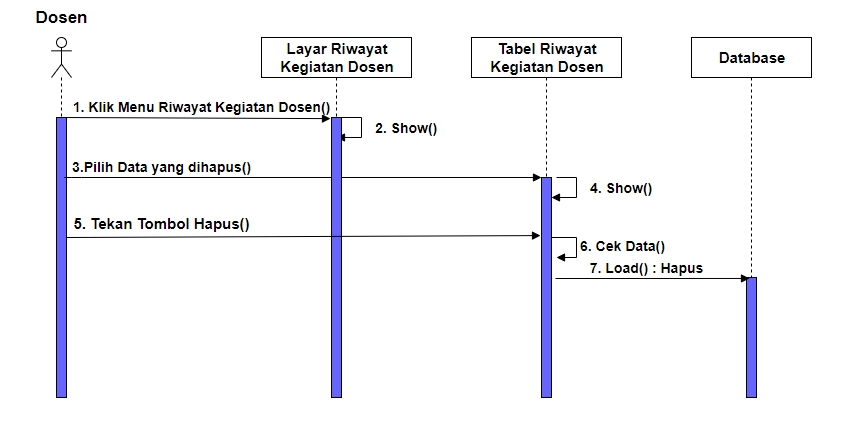 Dosen
Layar Riwayat
Kegiatan Dosen
Tabel Riwayat
Kegiatan Dosen
Database
1. Klik Menu Riwayat Kegiatan Dosen()
2. Show()
3.Pilih Data yang dihapus()
4. Show()
5. Tekan Tombol Hapus()
6. Cek Data()
7. Load() : Hapus